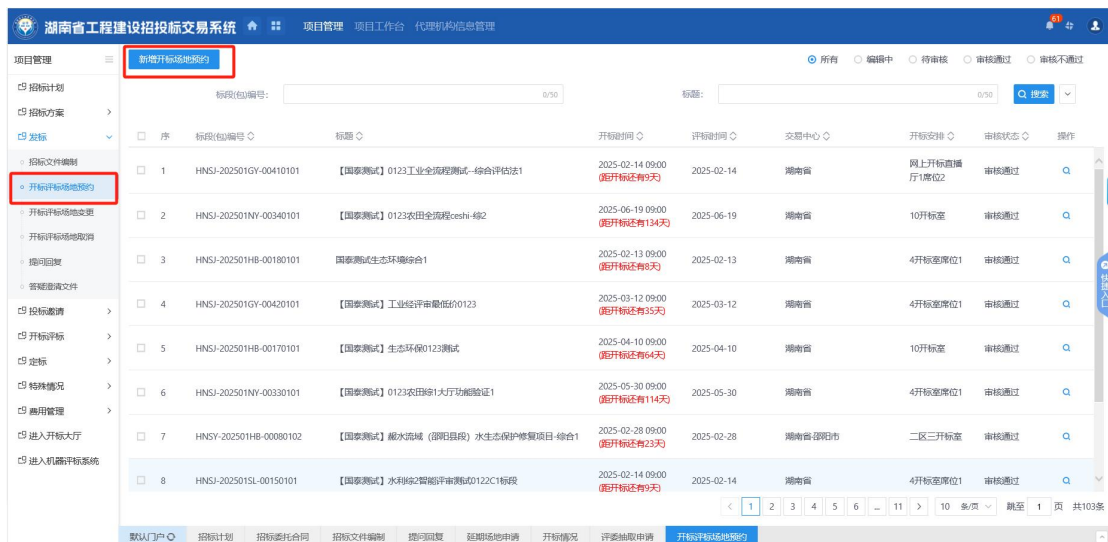 湖南省工程建设招投标交易系统 项目管理 项目工作台 代理机构信息管理 61
项目管理 新增开标场地预约 所有 编辑中 待审核 审核通过 审核不通过
招标计划
招标方案
发标
招标文件编制
开标评标场地预约
开标评标场地变更
开标评标场地取消
提问回复
答疑澄清文件
投标邀请
开标评标
定标
特殊情况
费用管理
进入开标大厅
进入机器评标系统
标段(包)编号: 0/50 标题: 0/50 搜索
序 标段(包)编号 标题 开标时间 评标时间 交易中心 开标安排 审核状态 操作
1 HNSJ-202501GY-00410101 【国泰测试】0123工业全流程测试--综合评估法1 2025-02-14 09:00 (距开标还有9天) 2025-02-14 湖南省 网上开标直播厅1席位2 审核通过
2 HNSJ-202501NY-00340101 【国泰测试】0123农田全流程ceshi-综2 2025-06-19 09:00 (距开标还有134天) 2025-06-19 湖南省 10开标室 审核通过
3 HNSJ-202501HB-00180101 国泰测试生态环境综合1 2025-02-13 09:00 (距开标还有8天) 2025-02-13 湖南省 4开标室席位1 审核通过
4 HNSJ-202501GY-00420101 【国泰测试】工业经评审最低价0123 2025-03-12 09:00 (距开标还有35天) 2025-03-12 湖南省 4开标室席位1 审核通过
5 HNSJ-202501HB-00170101 【国泰测试】生态环保0123测试 2025-04-10 09:00 (距开标还有64天) 2025-04-10 湖南省 10开标室 审核通过
6 HNSJ-202501NY-00330101 【国泰测试】0123农田综1大厅功能验证1 2025-05-30 09:00 (距开标还有114天) 2025-05-30 湖南省 4开标室席位1 审核通过
7 HNSY-202501HB-00080102 【国泰测试】赧水流域（邵阳县段）水生态保护修复项目-综合1 2025-02-28 09:00 (距开标还有23天) 2025-02-28 湖南省·邵阳市 二区三开标室 审核通过
8 HNSJ-202501SL-00150101 【国泰测试】水利综2智能评审测试0122C1标段 2025-02-14 09:00 (距开标还有9天) 2025-02-14 湖南省 4开标室席位1 审核通过
1 2 3 4 5 6 ... 11 10 条/页 跳至 1 页 共103条
默认门户 招标计划 招标委托合同 招标文件编制 提问回复 延期场地申请 开标情况 评委抽取申请 开标评标场地预约